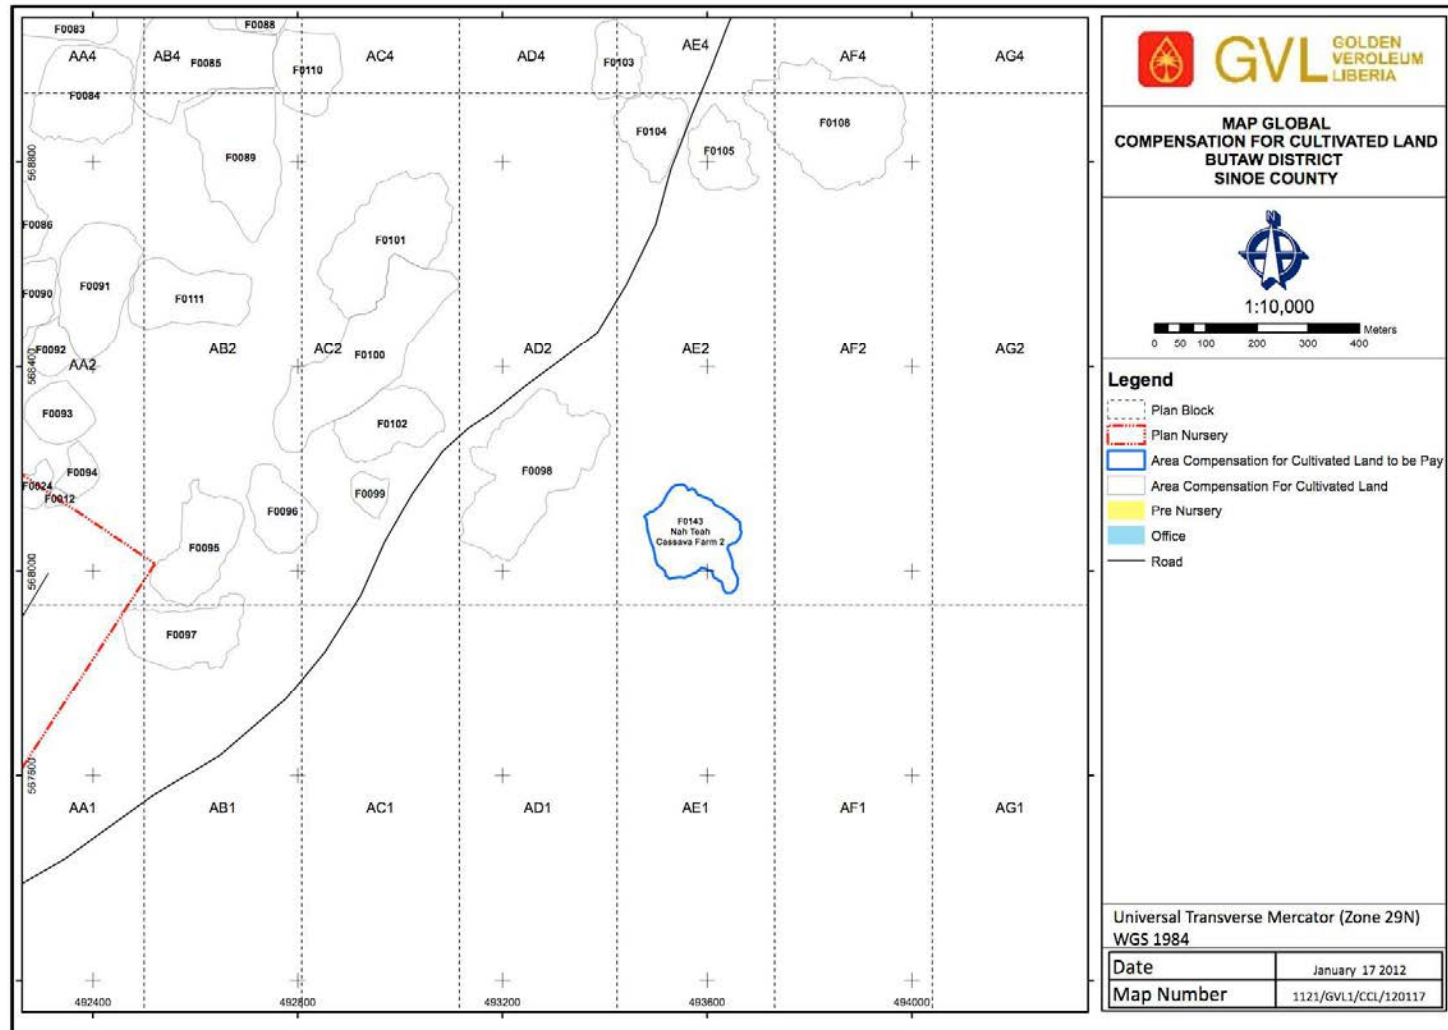 F0083
F0088
AA4
AB4
F0085
F0110
AC4
AD4
F0103
AE4
AF4
AG4
F0084
F0104
F0105
F0108
568800
F0089
F0086
F0101
F0090
F0091
F0111
F0092
AA2
AB2
AC2
F0100
AD2
AE2
AF2
AG2
568400
F0093
F0102
F0094
F0024
F0012
F0099
F0098
F0096
F0095
F0143
Nah Teah
Cassava Farm 2
568000
F0097
567600
AA1
AB1
AC1
AD1
AE1
AF1
AG1
492400
492800
493200
493600
494000
GVL
GOLDEN
VEROLEUM
LIBERIA
MAP GLOBAL
COMPENSATION FOR CULTIVATED LAND
BUTAW DISTRICT
SINOE COUNTY
N
1:10,000
Meters
0 50 100 200 300 400
Legend
Plan Block
Plan Nursery
Area Compensation for Cultivated Land to be Pay
Area Compensation For Cultivated Land
Pre Nursery
Office
Road
Universal Transverse Mercator (Zone 29N)
WGS 1984
Date January 17 2012
Map Number 1121/GVL1/CCL/120117